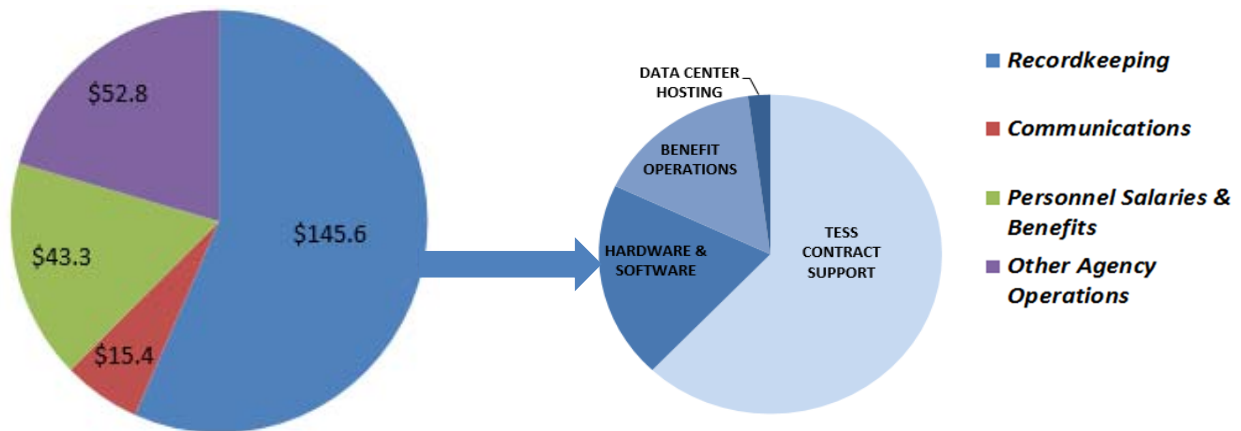 $52.8
$145.6
$43.3
$15.4
DATA CENTER
HOSTING
BENEFIT
OPERATIONS
HARDWARE &
SOFTWARE
TESS
CONTRACT
SUPPORT
Recordkeeping
Communications
Personnel Salaries &
Benefits
Other Agency
Operations